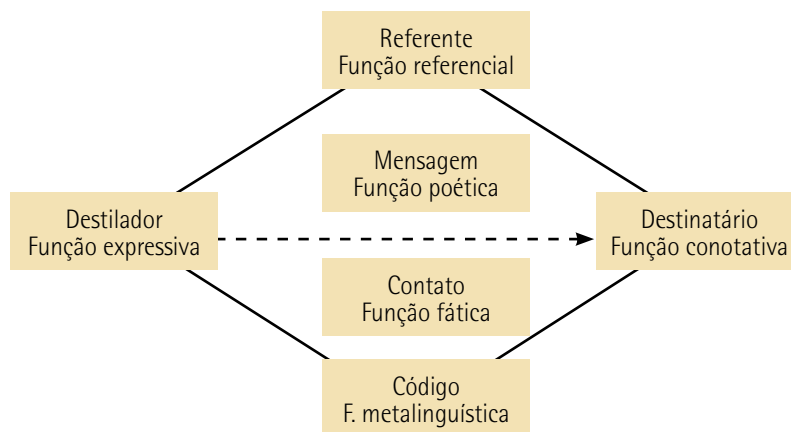 Referente
Função referencial
Mensagem
Função poética
Destilador
Função expressiva
Destinatário
Função conotativa
Contato
Função fática
Código
F. metalinguística